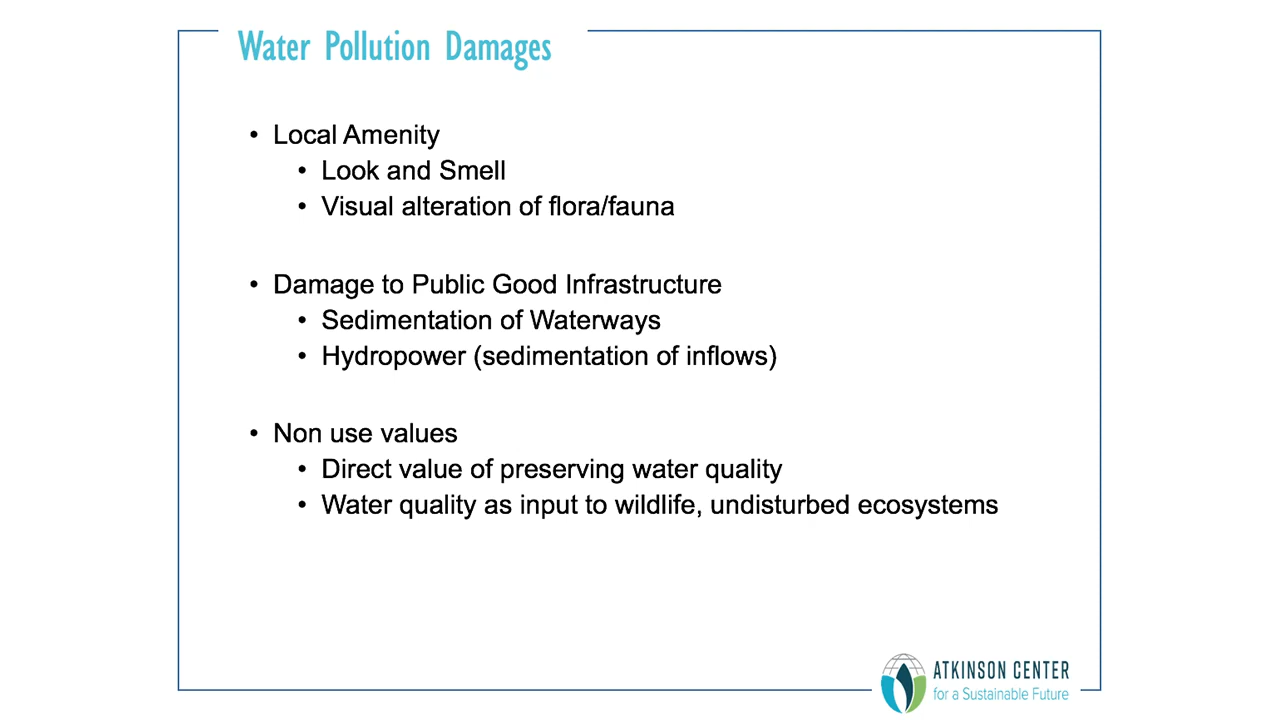 Water Pollution Damages
• Local Amenity
• Look and Smell
• Visual alteration of flora/fauna
• Damage to Public Good Infrastructure
• Sedimentation of Waterways
• Hydropower (sedimentation of inflows)
• Non use values
• Direct value of preserving water quality
• Water quality as input to wildlife, undisturbed ecosystems
ATKINSON CENTER
for a Sustainable Future